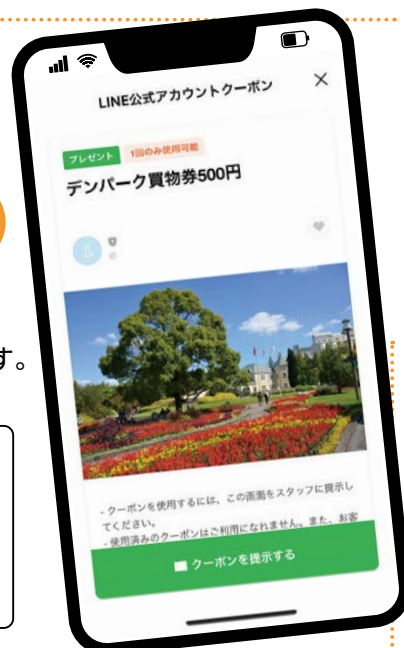 LINE公式アカウントクーポン
プレゼント 1回のみ使用可能
デンパーク買物券500円
す。
- クーポンを使用するには、この画面をスタッフに提示し
てください。
- 使用済みのクーポンはご利用になれません。また、お客
クーポンを提示する